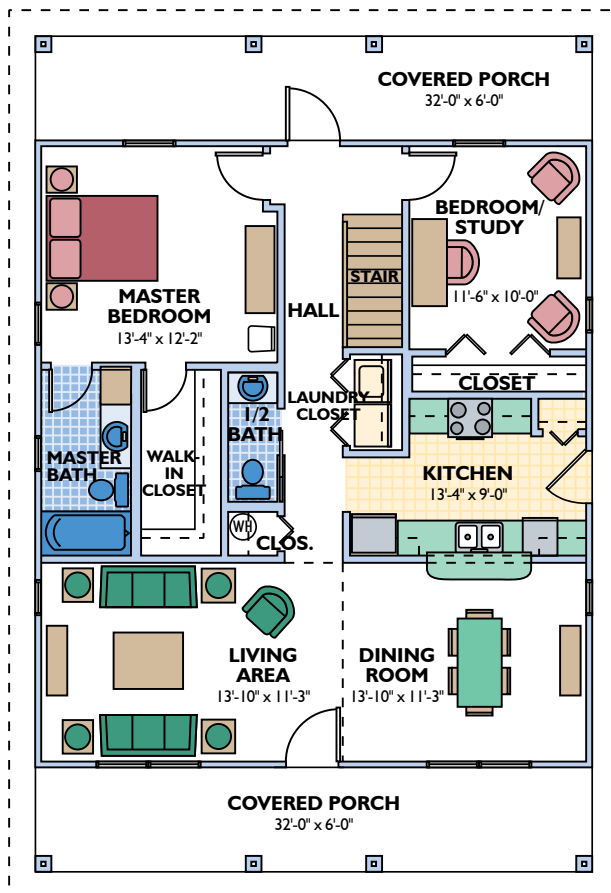 COVERED PORCH
32'-0" x 6'-0"
BEDROOM/
STUDY
11'-6" x 10'-0"
STAIR
MASTER
BEDROOM
13'-4" x 12'-2"
HALL
CLOSET
LAUNDRY
CLOSET
1/2
BATH
MASTER
BATH
WALK-
IN
CLOSET
KITCHEN
13'-4" x 9'-0"
WH
CLOS.
LIVING
AREA
13'-10" x 11'-3"
DINING
ROOM
13'-10" x 11'-3"
COVERED PORCH
32'-0" x 6'-0"